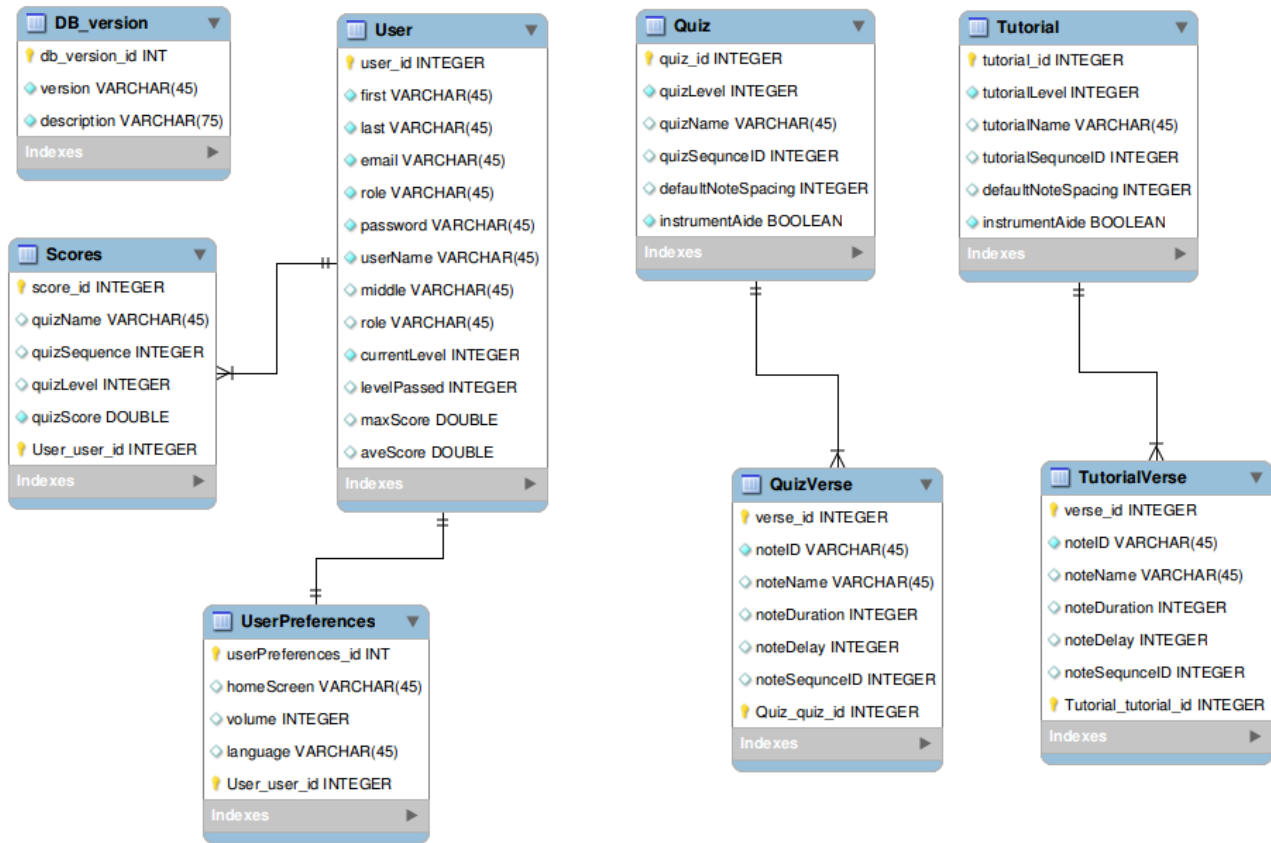 DB_version
db_version_id INT
version VARCHAR(45)
description VARCHAR(75)
Indexes
User
user_id INTEGER
first VARCHAR(45)
last VARCHAR(45)
email VARCHAR(45)
role VARCHAR(45)
password VARCHAR(45)
userName VARCHAR(45)
middle VARCHAR(45)
role VARCHAR(45)
currentLevel INTEGER
levelPassed INTEGER
maxScore DOUBLE
aveScore DOUBLE
Indexes
Quiz
quiz_id INTEGER
quizLevel INTEGER
quizName VARCHAR(45)
quizSequnceID INTEGER
defaultNoteSpacing INTEGER
instrumentAide BOOLEAN
Indexes
Tutorial
tutorial_id INTEGER
tutorialLevel INTEGER
tutorialName VARCHAR(45)
tutorialSequnceID INTEGER
defaultNoteSpacing INTEGER
instrumentAide BOOLEAN
Indexes
Scores
score_id INTEGER
quizName VARCHAR(45)
quizSequence INTEGER
quizLevel INTEGER
quizScore DOUBLE
User_user_id INTEGER
Indexes
UserPreferences
userPreferences_id INT
homeScreen VARCHAR(45)
volume INTEGER
language VARCHAR(45)
User_user_id INTEGER
Indexes
QuizVerse
verse_id INTEGER
noteID VARCHAR(45)
noteName VARCHAR(45)
noteDuration INTEGER
noteDelay INTEGER
noteSequnceID INTEGER
Quiz_quiz_id INTEGER
Indexes
TutorialVerse
verse_id INTEGER
noteID VARCHAR(45)
noteName VARCHAR(45)
noteDuration INTEGER
noteDelay INTEGER
noteSequnceID INTEGER
Tutorial_tutorial_id INTEGER
Indexes